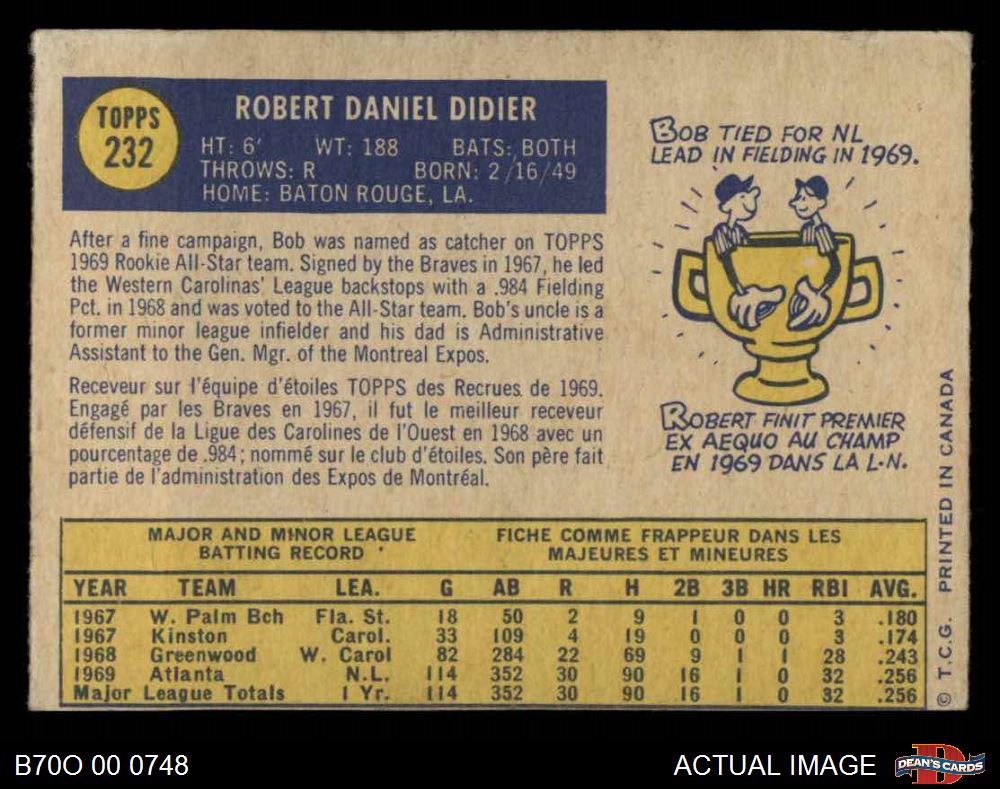 TOPPS
232
ROBERT DANIEL DIDIER
HT: 6' WT: 188 BATS: BOTH
THROWS: R BORN: 2/16/49
HOME: BATON ROUGE, LA.
After a fine campaign, Bob was named as catcher on TOPPS
1969 Rookie All-Star team. Signed by the Braves in 1967, he led
the Western Carolinas' League backstops with a .984 Fielding
Pct. in 1968 and was voted to the All-Star team. Bob's uncle is a
former minor league infielder and his dad is Administrative
Assistant to the Gen. Mgr. of the Montreal Expos.
Receveur sur l'équipe d'étoiles TOPPS des Recrues de 1969.
Engagé par les Braves en 1967, il fut le meilleur receveur
défensif de la Ligue des Carolines de l'Ouest en 1968 avec un
pourcentage de .984; nommé sur le club d'étoiles. Son père fait
partie de l'administration des Expos de Montréal.
BOB TIED FOR NL
LEAD IN FIELDING IN 1969.
ROBERT FINIT PREMIER
EX AEQUO AU CHAMP
EN 1969 DANS LA L.N.
MAJOR AND MINOR LEAGUE
BATTING RECORD
FICHE COMME FRAPPEUR DANS LES
MAJEURES ET MINEURES
YEAR TEAM LEA. G AB R H 2B 3B HR RBI AVG.
1967 W. Palm Bch Fla. St. 18 50 2 9 1 0 0 3 .180
1967 Kinston Carol. 33 109 4 19 0 0 0 3 .174
1968 Greenwood W. Carol 82 284 22 69 9 1 1 28 .243
1969 Atlanta N.L. 114 352 30 90 16 1 0 32 .256
Major League Totals 1 Yr. 114 352 30 90 16 1 0 32 .256
© T.C.G. PRINTED IN CANADA
B70O 00 0748
ACTUAL IMAGE
DEAN'S CARDS